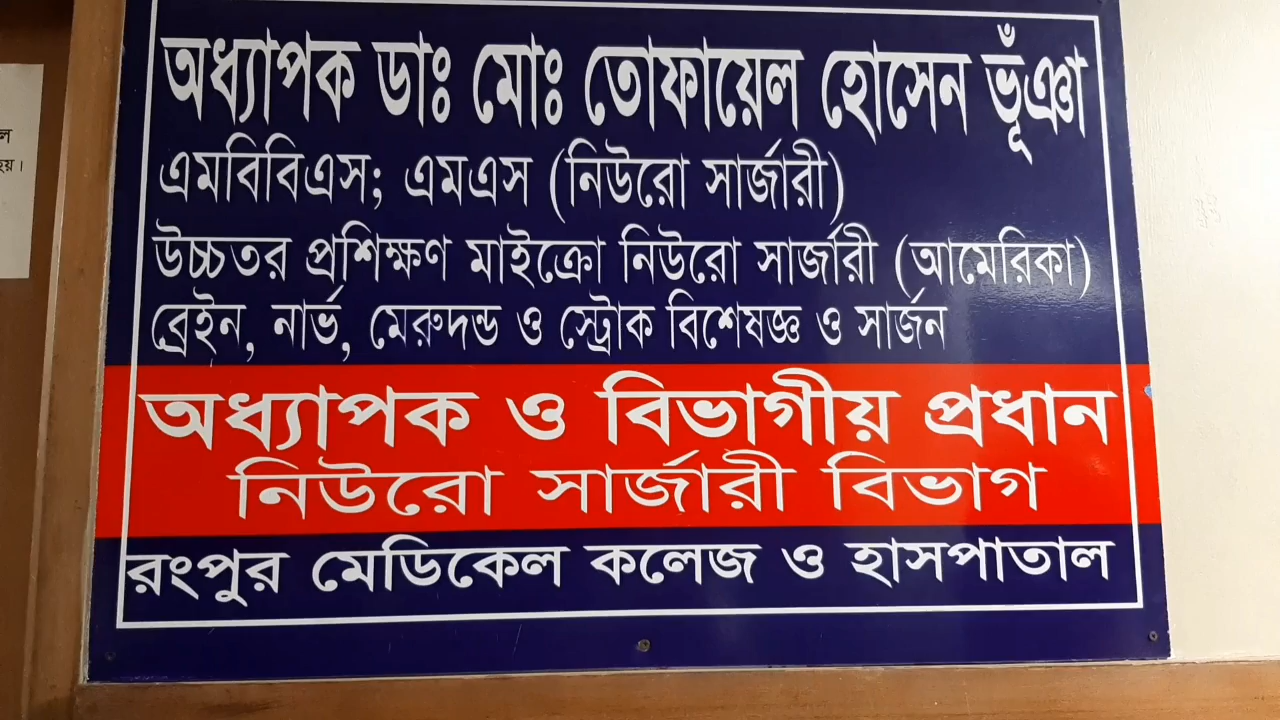 অধ্যাপক ডাঃ মোঃ তোফায়েল হোসেন ভূঁঞা
এমবিবিএস; এমএস (নিউরো সার্জারী)
উচ্চতর প্রশিক্ষণ মাইক্রো নিউরো সার্জারী (আমেরিকা)
ব্রেইন, নার্ভ, মেরুদন্ড ও স্ট্রোক বিশেষজ্ঞ ও সার্জন
অধ্যাপক ও বিভাগীয় প্রধান
নিউরো সার্জারী বিভাগ
রংপুর মেডিকেল কলেজ ও হাসপাতাল